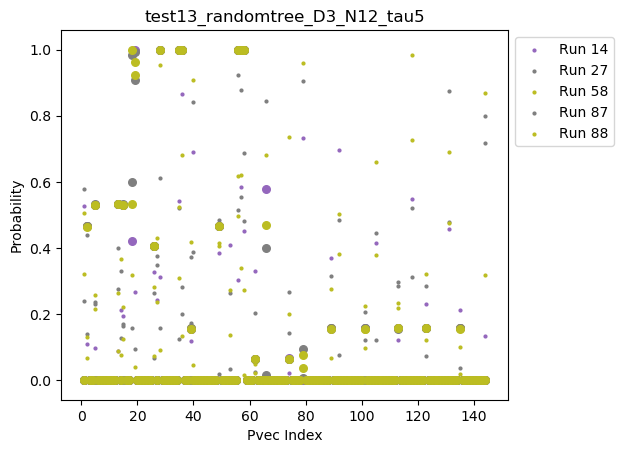 test13_randomtree_D3_N12_tau5
Probability
1.0
0.8
0.6
0.4
0.2
0.0
0 20 40 60 80 100 120 140
Pvec Index
Run 14
Run 27
Run 58
Run 87
Run 88